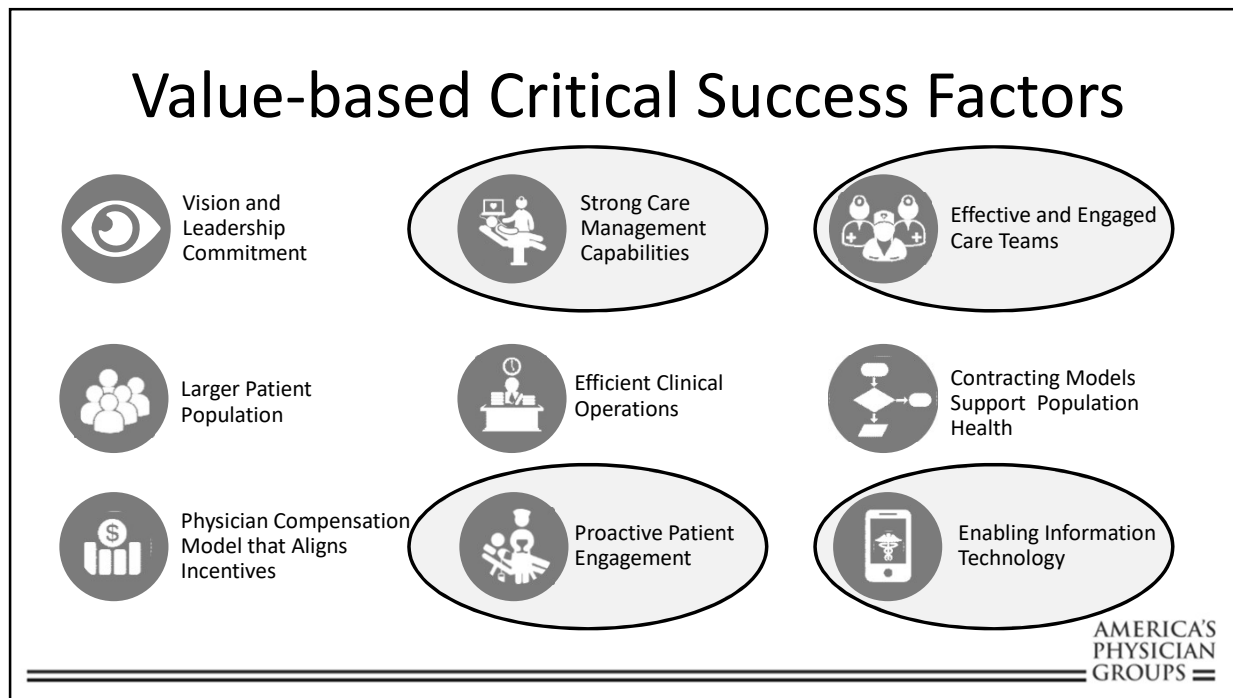 Value-based Critical Success Factors
Vision and
Leadership
Commitment
Strong Care
Management
Capabilities
Effective and Engaged
Care Teams
Larger Patient
Population
Efficient Clinical
Operations
Contracting Models
Support Population
Health
$
Physician Compensation
Model that Aligns
Incentives
Proactive Patient
Engagement
Enabling Information
Technology
AMERICA'S
PHYSICIAN
GROUPS